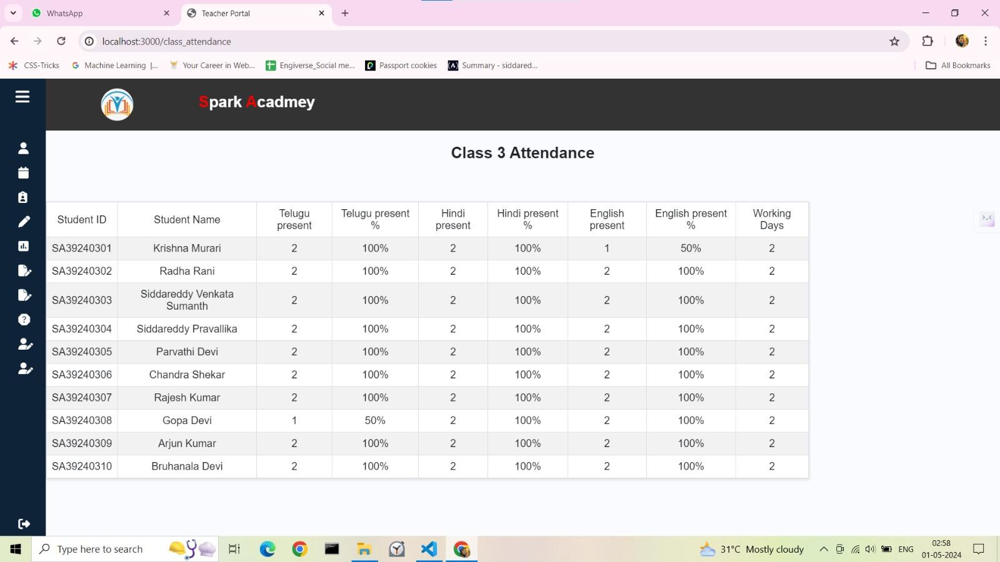 WhatsApp
Teacher Portal
localhost:3000/class_attendance
CSS-Tricks
Machine Learning |...
Your Career in Web...
Engiverse_Social me...
Passport cookies
Summary - siddared...
All Bookmarks
Spark Acadmey
Class 3 Attendance
Student ID Student Name Telugu present Telugu present % Hindi present Hindi present % English present English present % Working Days
SA39240301 Krishna Murari 2 100% 2 100% 1 50% 2
SA39240302 Radha Rani 2 100% 2 100% 2 100% 2
SA39240303 Siddareddy Venkata Sumanth 2 100% 2 100% 2 100% 2
SA39240304 Siddareddy Pravallika 2 100% 2 100% 2 100% 2
SA39240305 Parvathi Devi 2 100% 2 100% 2 100% 2
SA39240306 Chandra Shekar 2 100% 2 100% 2 100% 2
SA39240307 Rajesh Kumar 2 100% 2 100% 2 100% 2
SA39240308 Gopa Devi 1 50% 2 100% 2 100% 2
SA39240309 Arjun Kumar 2 100% 2 100% 2 100% 2
SA39240310 Bruhanala Devi 2 100% 2 100% 2 100% 2
Type here to search
31°C Mostly cloudy
ENG
02:58
01-05-2024